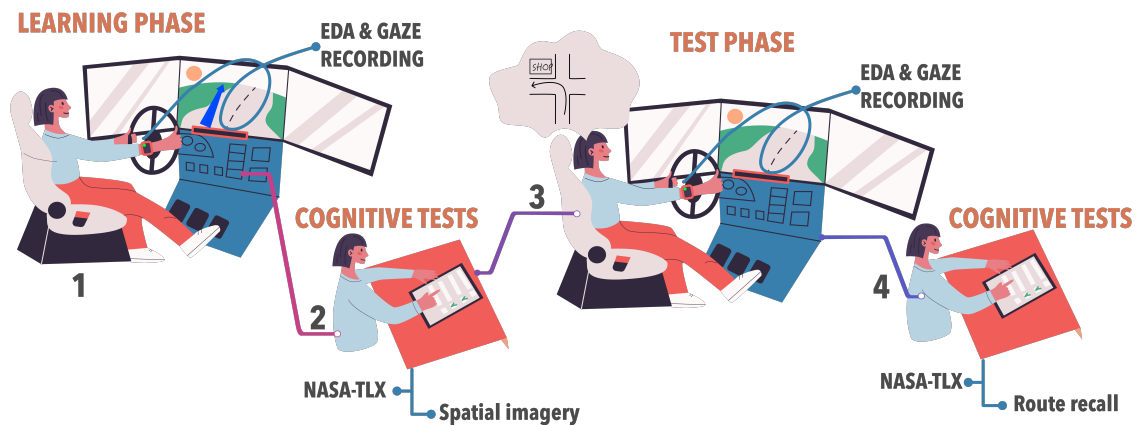 LEARNING PHASE
EDA & GAZE
RECORDING
1
COGNITIVE TESTS
2
NASA-TLX
Spatial imagery
TEST PHASE
SHOP
EDA & GAZE
RECORDING
3
COGNITIVE TESTS
4
NASA-TLX
Route recall